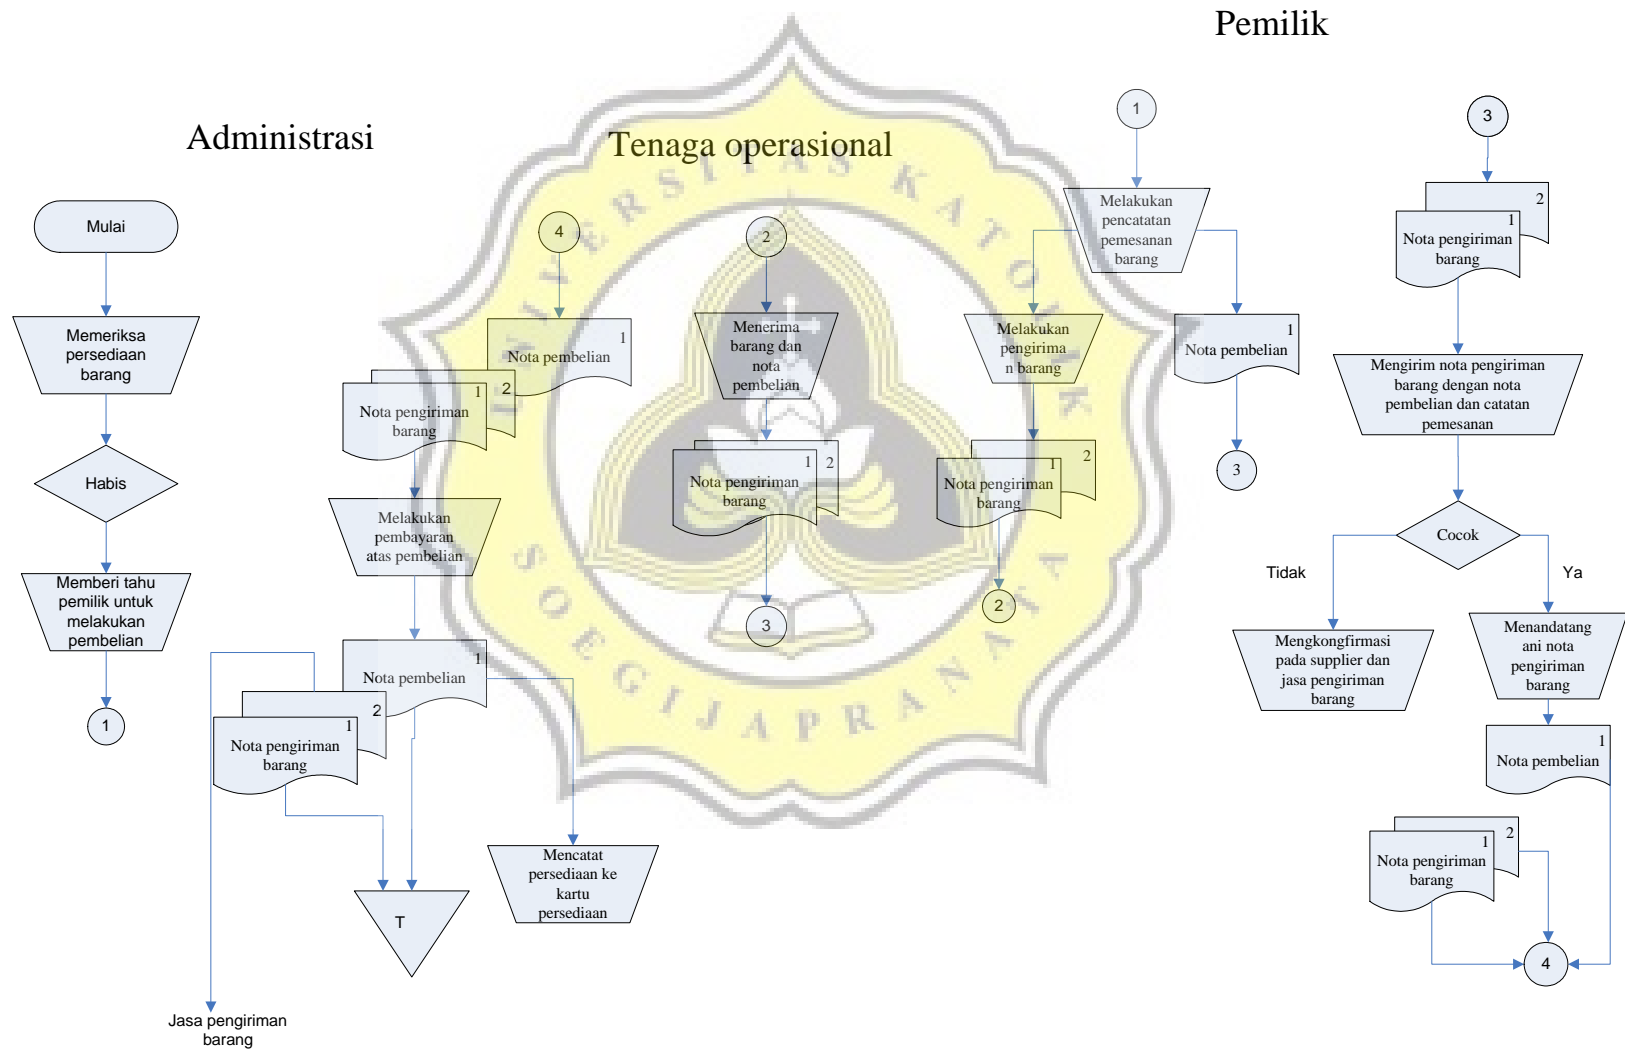 Pemilik
Administrasi
Tenaga operasional
UNIVERSITAS KATOLIK
SOEGIJAPRANATA
Mulai
Memeriksa
persediaan
barang
Habis
Memberi tahu
pemilik untuk
melakukan
pembelian
1
4
1
Nota pembelian
2
1
Nota pengiriman
barang
Melakukan
pembayaran
atas pembelian
1
Nota pembelian
2
1
Nota pengiriman
barang
T
Mencatat
persediaan ke
kartu
persediaan
Jasa pengiriman
barang
2
Menerima
barang dan
nota
pembelian
1
2
Nota pengiriman
barang
3
1
Melakukan
pencatatan
pemesanan
barang
Melakukan
pengirima
n barang
2
1
Nota pengiriman
barang
2
1
Nota pembelian
3
3
2
1
Nota pengiriman
barang
Mengirim nota pengiriman
barang dengan nota
pembelian dan catatan
pemesanan
Cocok
Tidak
Ya
Mengkongfirmasi
pada supplier dan
jasa pengiriman
barang
Menandatang
ani nota
pengiriman
barang
1
Nota pembelian
2
1
Nota pengiriman
barang
4